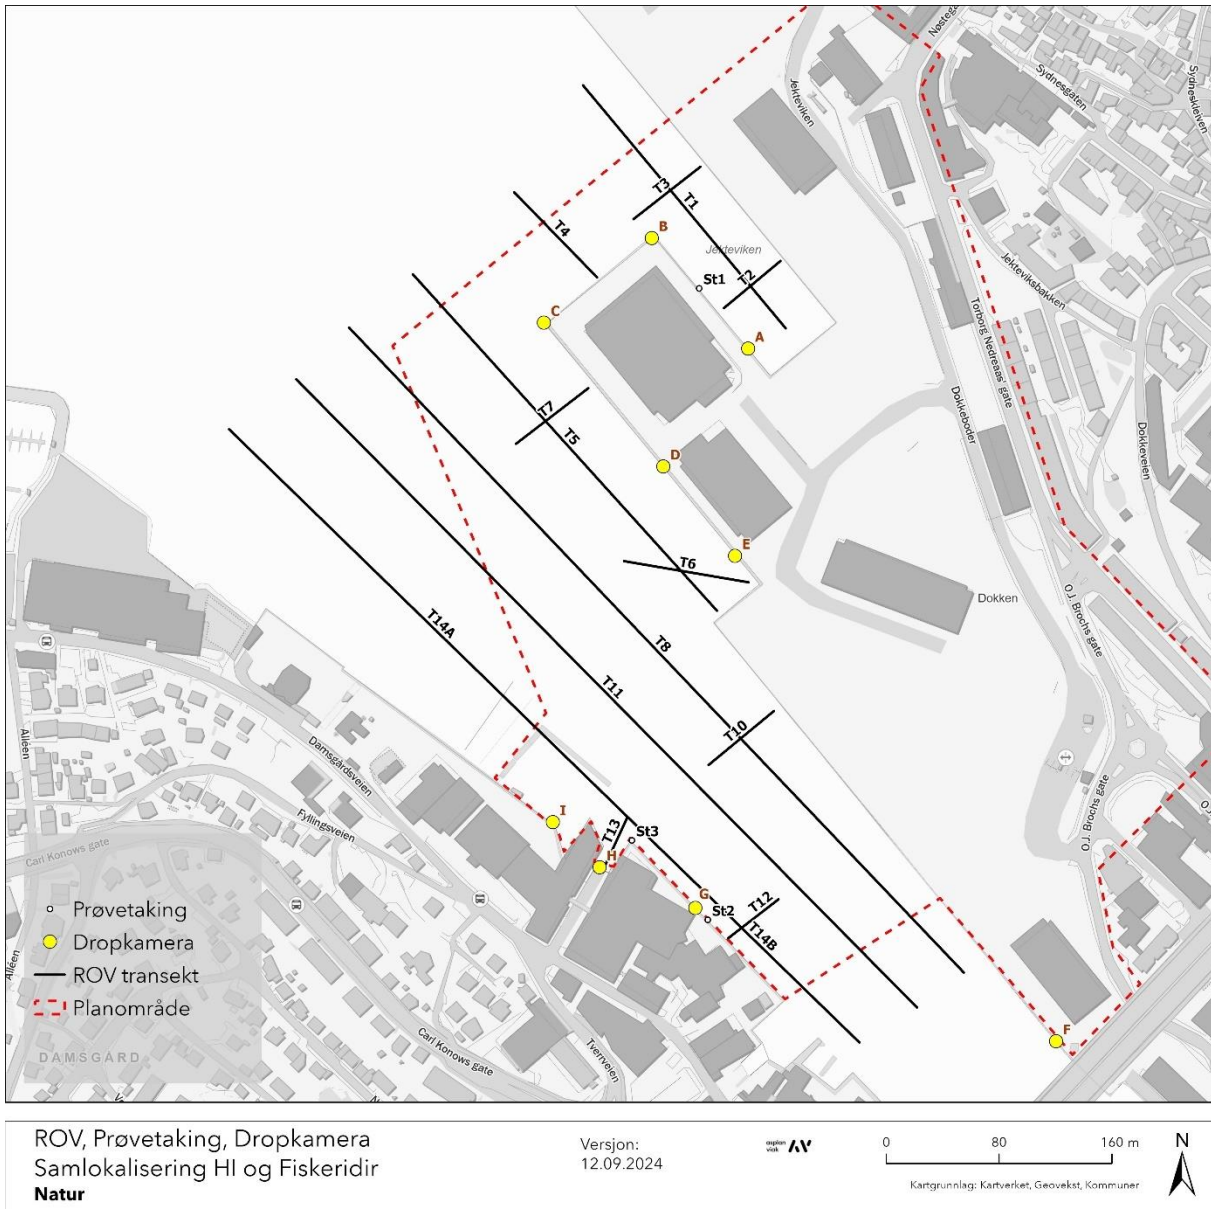 Nøstega
Sydnesgaten
Sydneskleiven
Jekteviken
T3
T1
T4
B
Jekteviken
T2
St1
Jekteviksbakken
C
A
Torborg Nedreaas' gate
T7
T5
Dokkeboder
Dokkeveien
D
E
T6
Dokken
O.J. Brochs gate
T14A
T8
T11
T10
Alléen
Damsgårdsveien
Fyllingsveien
O.J. Brochs gate
O.J.
I
T13
St3
H
Carl Konows gate
G
St2
T12
T14B
Prøvetaking
Dropkamera
ROV transekt
Planområde
Alléen
DAMSGÅRD
Carl Konows gate
Tverrveien
F
ROV, Prøvetaking, Dropkamera
Samlokalisering HI og Fiskeridir
Natur
Versjon:
12.09.2024
asplan
viak
0 80 160 m
Kartgrunnlag: Kartverket, Geovekst, Kommuner
N